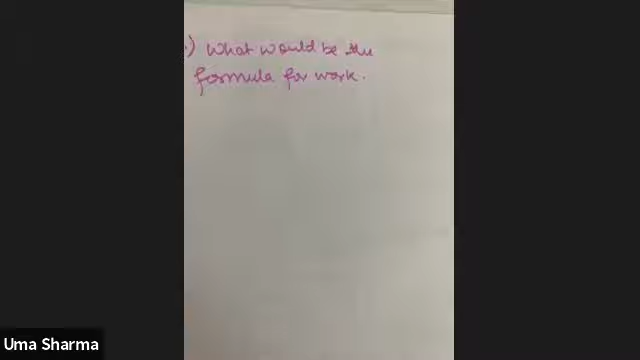 ) What would be the
formula for work.
Uma Sharma